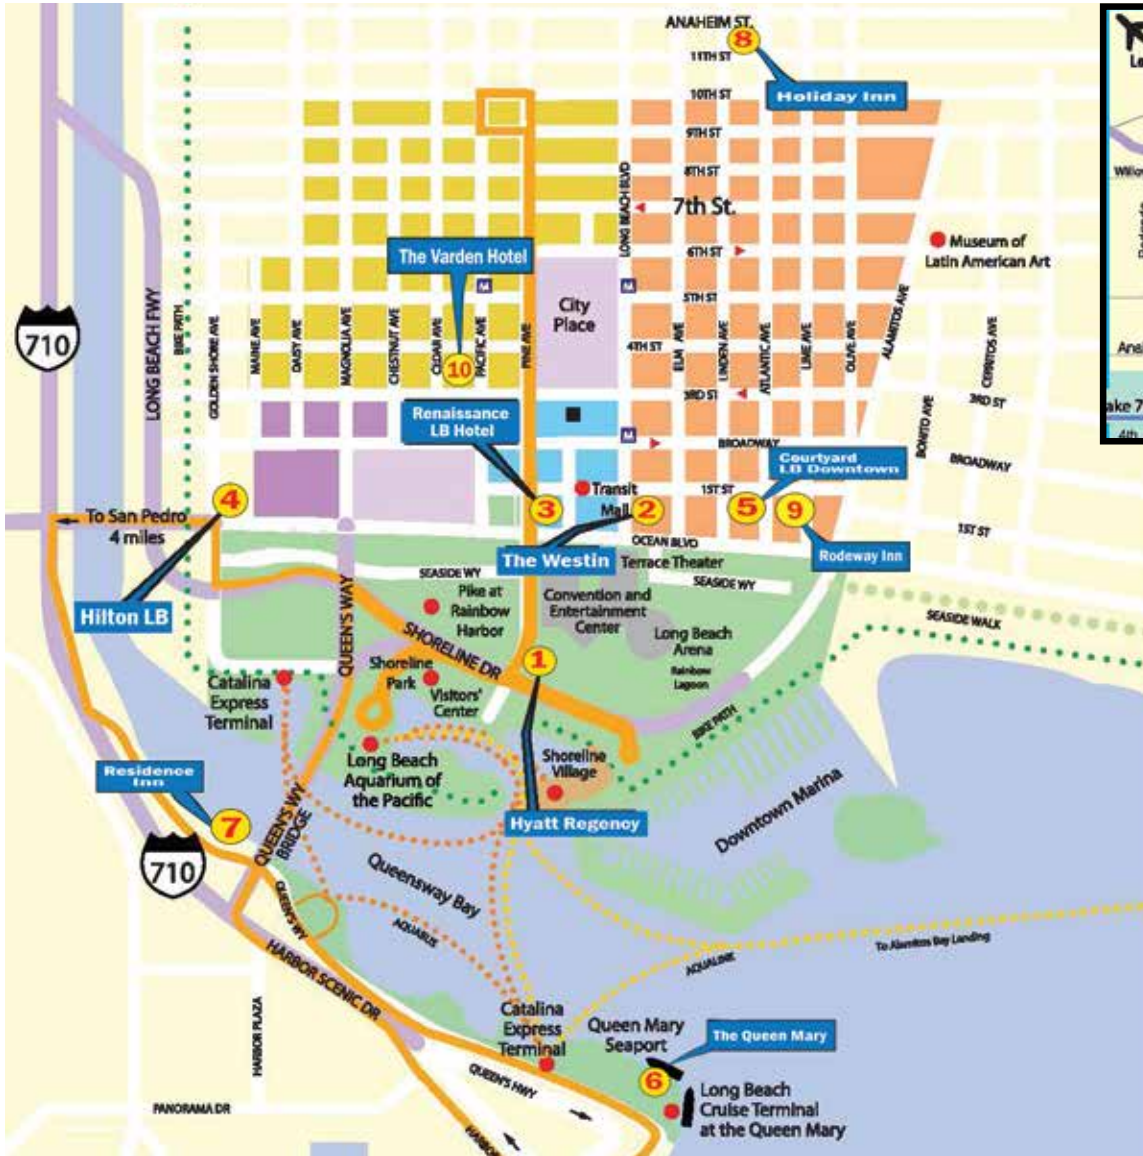 ANAHEIM ST.
8
11TH ST
Holiday Inn
10TH ST
9TH ST
8TH ST
LONG BEACH BLVD
7th St.
6TH ST
Museum of
Latin American Art
The Varden Hotel
M
M
5TH ST
City
Place
710
LONG BEACH FWY
BIKE PATH
GOLDEN SHORE AVE
MAINE AVE
DAISY AVE
MAGNOLIA AVE
CHESTNUT AVE
CEDAR AVE
PACIFIC AVE
PINE AVE
4TH ST
ELM AVE
LINDEN AVE
ATLANTIC AVE
LIME AVE
OLIVE AVE
ALAMITOS AVE
CERRITOS AVE
BONITO AVE
10
3RD ST
3RD ST
Renaissance
LB Hotel
M
BROADWAY
BROADWAY
Courtyard
LB Downtown
4
3
Transit
Mall
2
1ST ST
5
9
1ST ST
To San Pedro
4 miles
The Westin
OCEAN BLVD
Rodeway Inn
Terrace Theater
SEASIDE WY
SEASIDE WY
Hilton LB
QUEEN'S WAY
Pike at
Rainbow
Harbor
Convention and
Entertainment
Center
Long Beach
Arena
Rainbow
Lagoon
SEASIDE WALK
SHORELINE DR
1
Catalina
Express
Terminal
Shoreline
Park
Visitors'
Center
BIKE PATH
Long Beach
Aquarium of
the Pacific
Shoreline
Village
Residence
Inn
7
Hyatt Regency
Downtown Marina
QUEEN'S WY
BRIDGE
710
Queensway Bay
QUEEN'S WY
AQUABUS
AQUALINK
To Alamitos Bay Landing
HARBOR SCENIC DR
HARBOR PLAZA
Catalina
Express
Terminal
Queen Mary
Seaport
The Queen Mary
6
QUEEN'S HWY
Long Beach
Cruise Terminal
at the Queen Mary
PANORAMA DR
HARBOR
Le
Willow
Ana
ake 7
4th